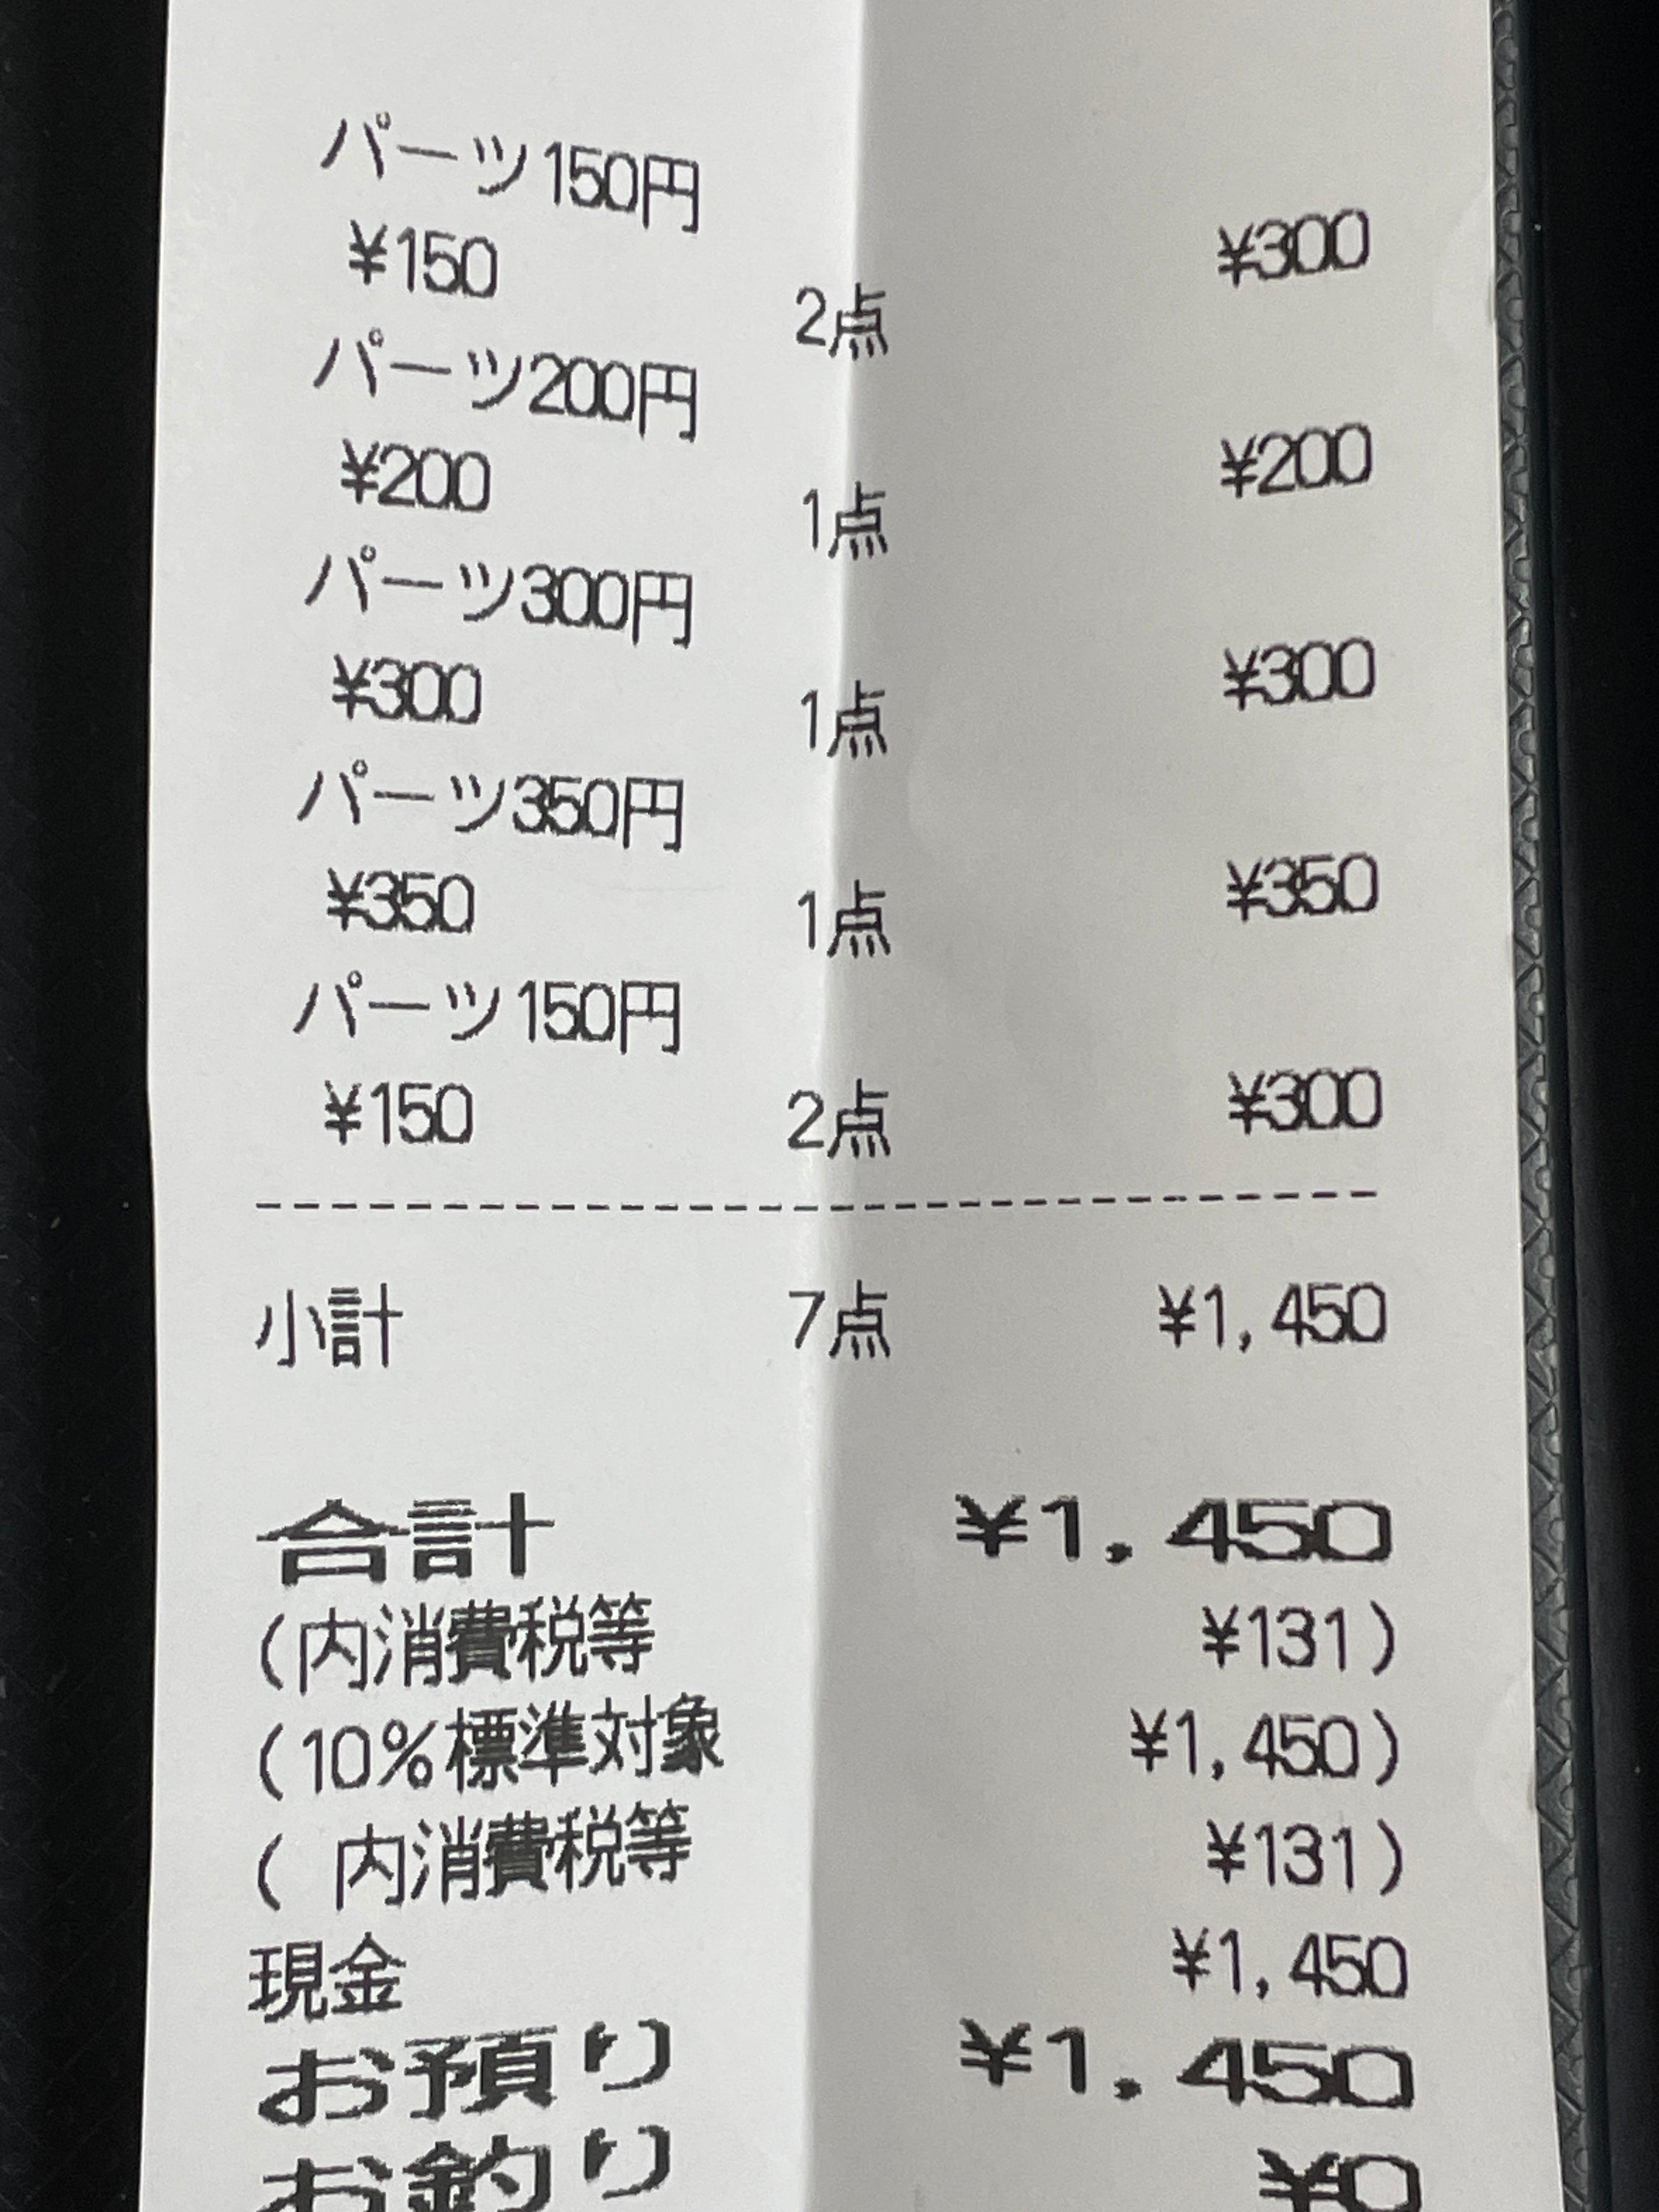 パーツ150円
¥150 2点 ¥300
パーツ200円
¥200 1点 ¥200
パーツ300円
¥300 1点 ¥300
パーツ350円
¥350 1点 ¥350
パーツ150円
¥150 2点 ¥300
小計 7点 ¥1,450
合計 ¥1,450
(内消費税等 ¥131)
(10%標準対象 ¥1,450)
( 内消費税等 ¥131)
現金 ¥1,450
お預り ¥1,450
お釣り ¥0